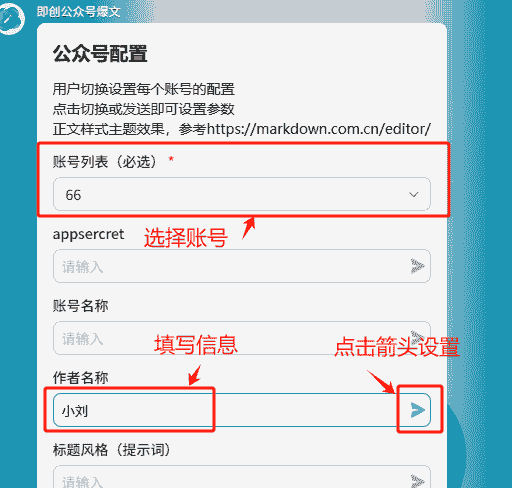 即创公众号爆文
公众号配置
用户切换设置每个账号的配置
点击切换或发送即可设置参数
正文样式主题效果，参考https://markdown.com.cn/editor/
账号列表（必选） *
66
选择账号
appsercret
请输入
账号名称
请输入
填写信息
点击箭头设置
作者名称
小刘
标题风格（提示词）
请输入